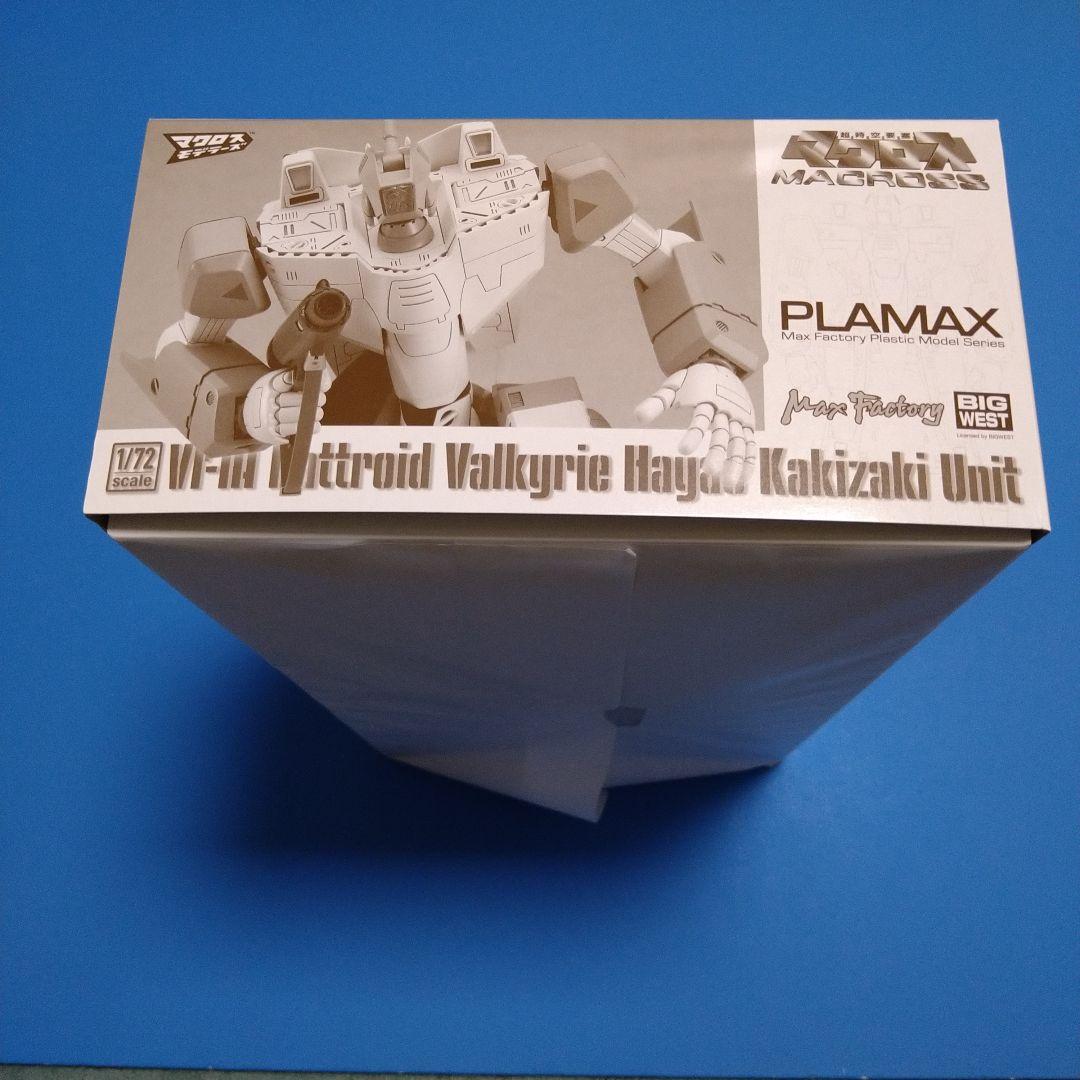 マクロス
モデラーズ™
超時空要塞
マクロス
MACROSS
PLAMAX
Max Factory Plastic Model Series
Max Factory
BIG
WEST
Licensed by BIGWEST
1/72
scale
Valkyrie Kakizaki Unit